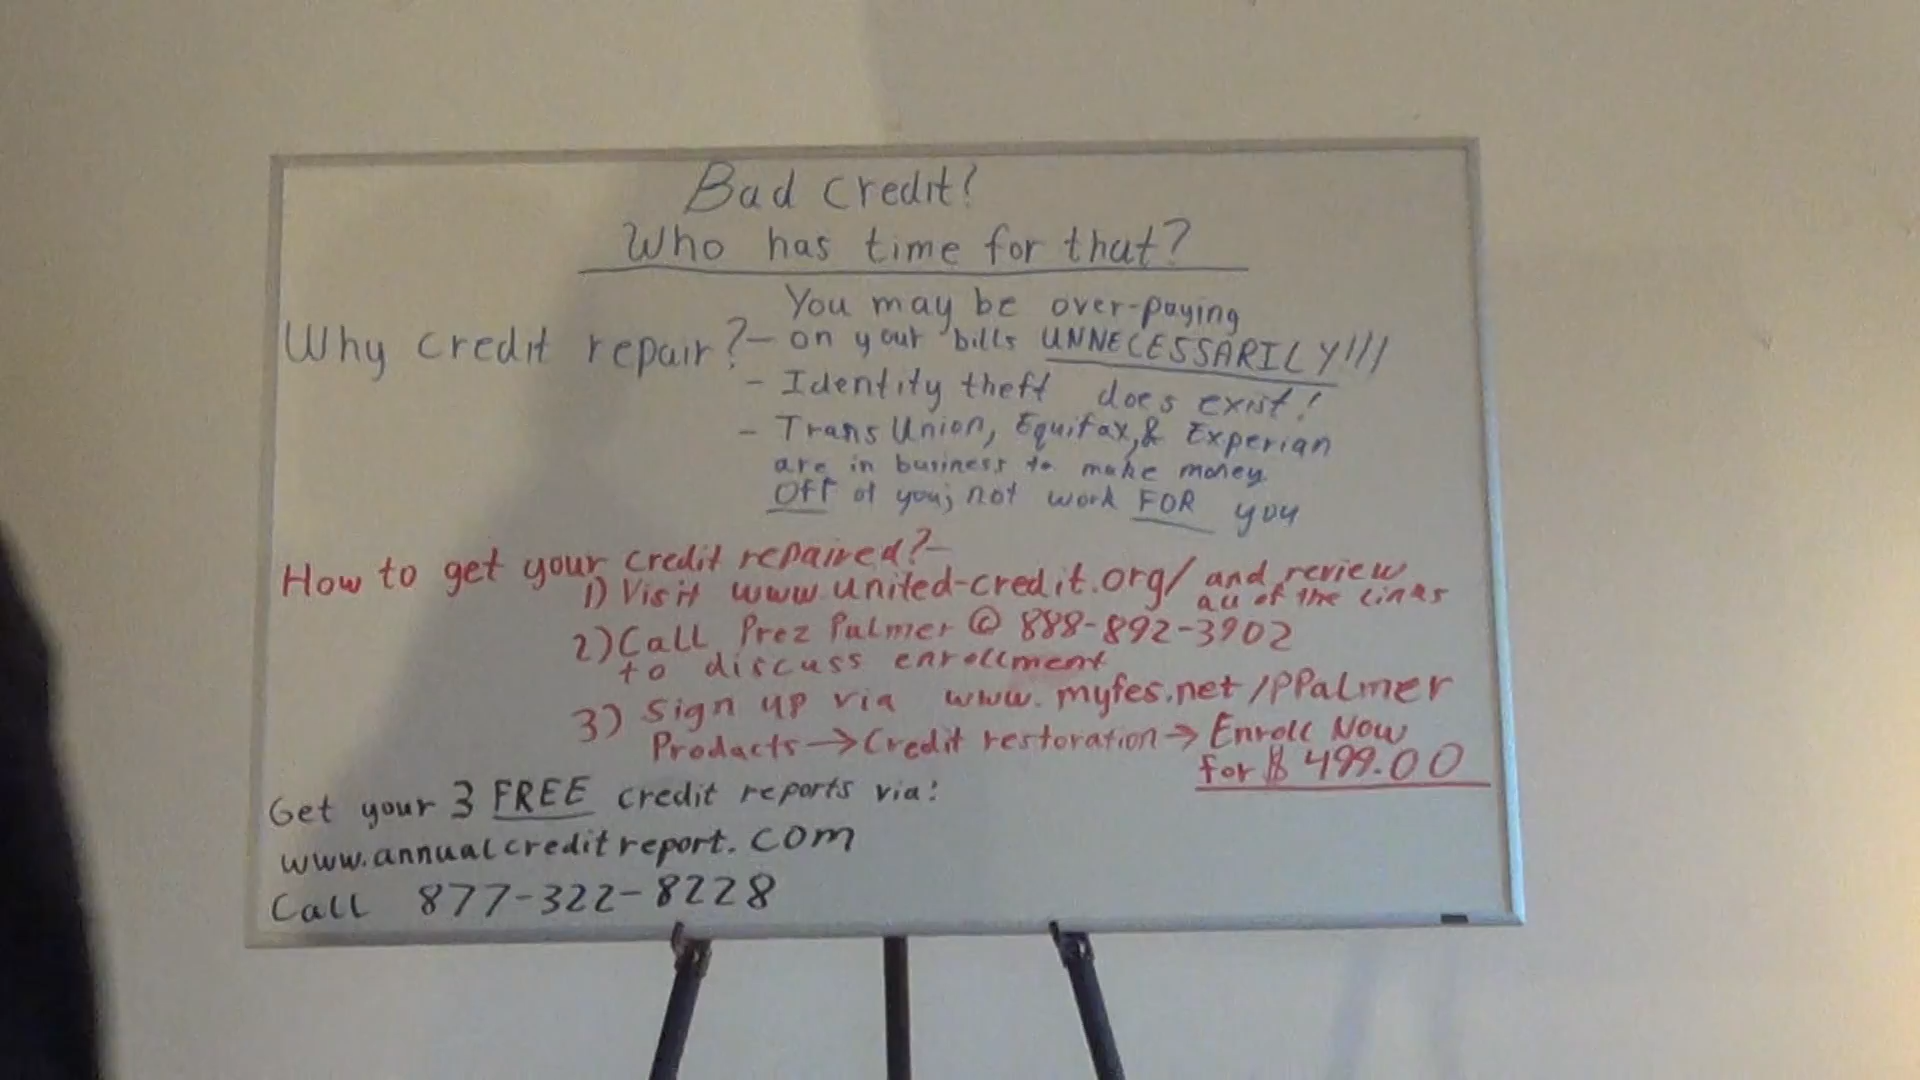 Bad Credit?
Who has time for that?
You may be over-paying
Why credit repair? - on your bills UNNECESSARILY!!!
- Identity theft does exist!
- Trans Union, Equifax, & Experian
are in business to make money
OFF of you; not work FOR you
How to get your credit repaired? -
1) Visit www.united-credit.org/ and review
all of the links
2) Call Prez Palmer @ 888-892-3902
to discuss enrollment
3) Sign up via www.myfes.net/PPalmer
Products → Credit restoration → Enroll Now
for $499.00
Get your 3 FREE credit reports via:
www.annualcreditreport.com
Call 877-322-8228